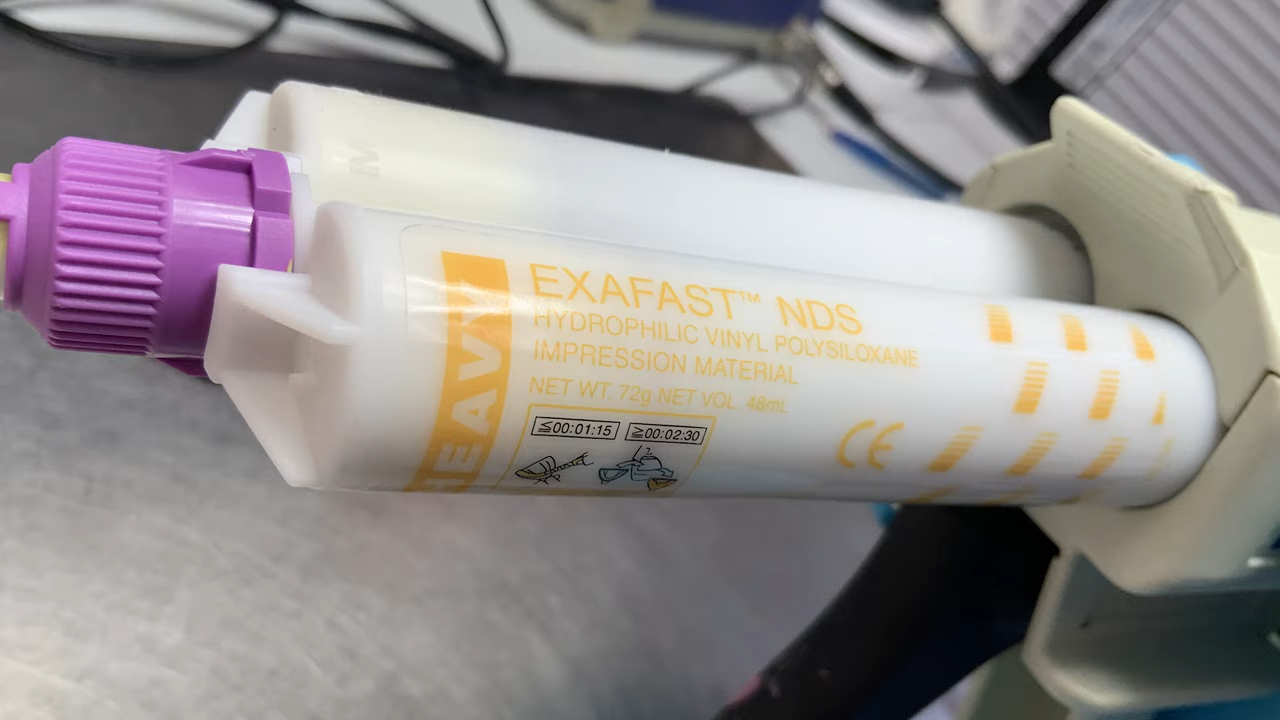 HEAVY
EXAFAST™ NDS
HYDROPHILIC VINYL POLYSILOXANE
IMPRESSION MATERIAL
NET WT. 72g NET VOL 48mL
≦00:01:15 ≧00:02:30
CE